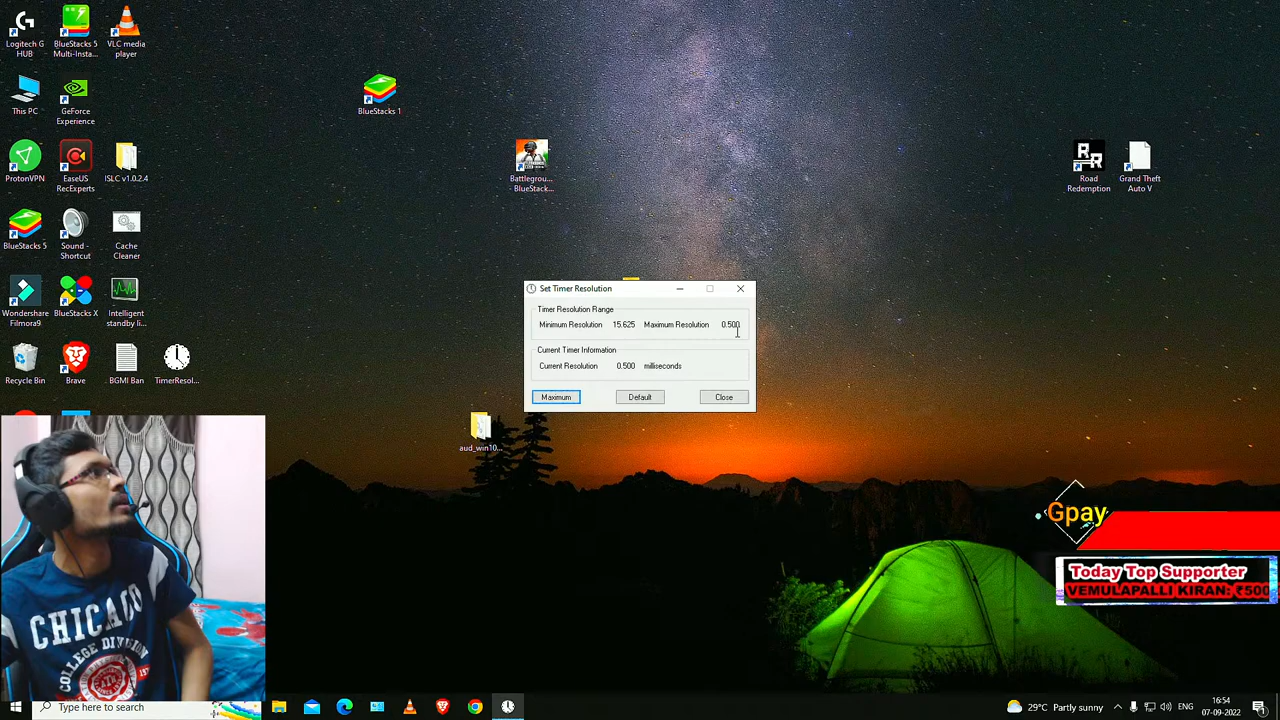 Logitech G
HUB
BlueStacks 5
Multi-Insta...
VLC media
player
This PC
GeForce
Experience
BlueStacks 1
ProtonVPN
EaseUS
RecExperts
ISLC v1.0.2.4
Battlegrou...
- BlueStack...
Road
Redemption
Grand Theft
Auto V
BlueStacks 5
Sound -
Shortcut
Cache
Cleaner
Wondershare
Filmora9
BlueStacks X
Intelligent
standby li...
Recycle Bin
Brave
BGMI Ban
TimerResol...
Set Timer Resolution
Timer Resolution Range
Minimum Resolution 15.625 Maximum Resolution 0.500
Current Timer Information
Current Resolution 0.500 milliseconds
Maximum Default Close
aud_win10...
CHICAGO
COLLEGE DIVISION
Gpay
Today Top Supporter
VEMULAPALLI KIRAN: ₹500
Type here to search
29°C Partly sunny
ENG
16:54
07-09-2022